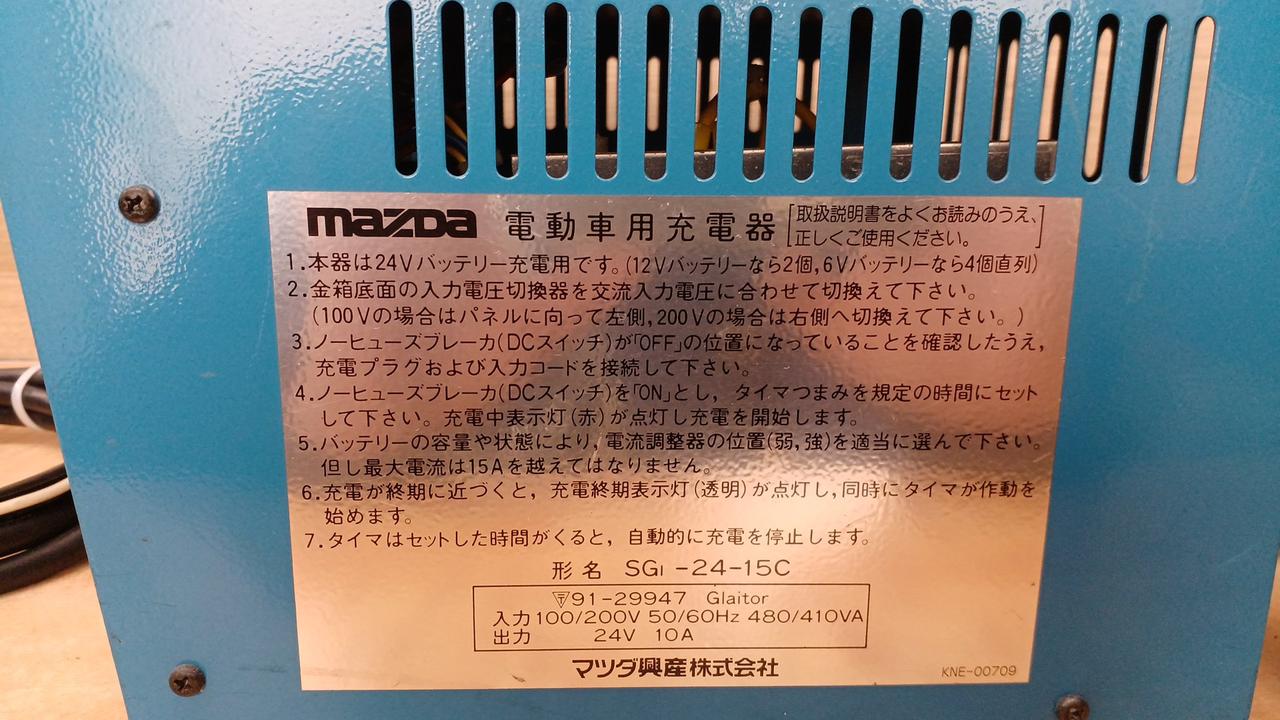 mazda 電動車用充電器 [取扱説明書をよくお読みのうえ、
正しくご使用ください。]
1.本器は24Vバッテリー充電用です。(12Vバッテリーなら2個,6Vバッテリーなら4個直列)
2.金箱底面の入力電圧切換器を交流入力電圧に合わせて切換えて下さい。
(100Vの場合はパネルに向って左側,200Vの場合は右側へ切換えて下さい。)
3.ノーヒューズブレーカ(DCスイッチ)が「OFF」の位置になっていることを確認したうえ,
充電プラグおよび入力コードを接続して下さい。
4.ノーヒューズブレーカ(DCスイッチ)を「ON」とし,タイマつまみを規定の時間にセット
して下さい。充電中表示灯(赤)が点灯し充電を開始します。
5.バッテリーの容量や状態により,電流調整器の位置(弱,強)を適当に選んで下さい。
但し最大電流は15Aを越えてはなりません。
6.充電が終期に近づくと,充電終期表示灯(透明)が点灯し,同時にタイマが作動を
始めます。
7.タイマはセットした時間がくると,自動的に充電を停止します。
形名 SGI-24-15C
〒91-29947 Glaitor
入力100/200V 50/60Hz 480/410VA
出力 24V 10A
マツダ興産株式会社
KNE-00709